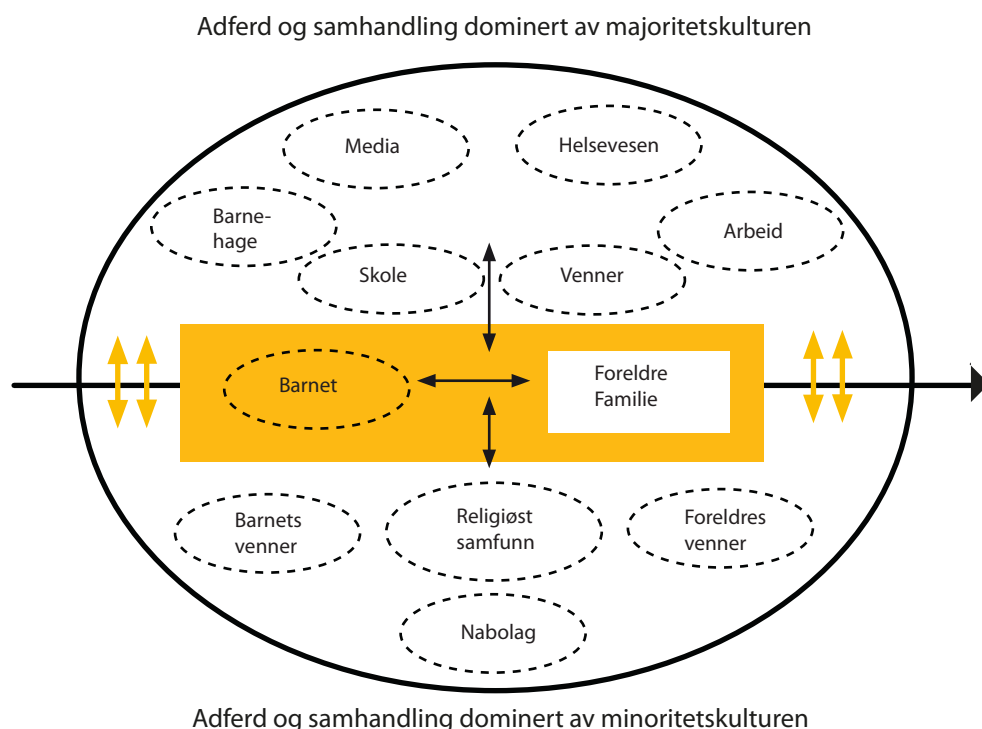 Adferd og samhandling dominert av majoritetskulturen
Media
Helsevesen
Barne-
hage
Arbeid
Skole
Venner
Barnet
Foreldre
Familie
Barnets
venner
Religiøst
samfunn
Foreldres
venner
Nabolag
Adferd og samhandling dominert av minoritetskulturen